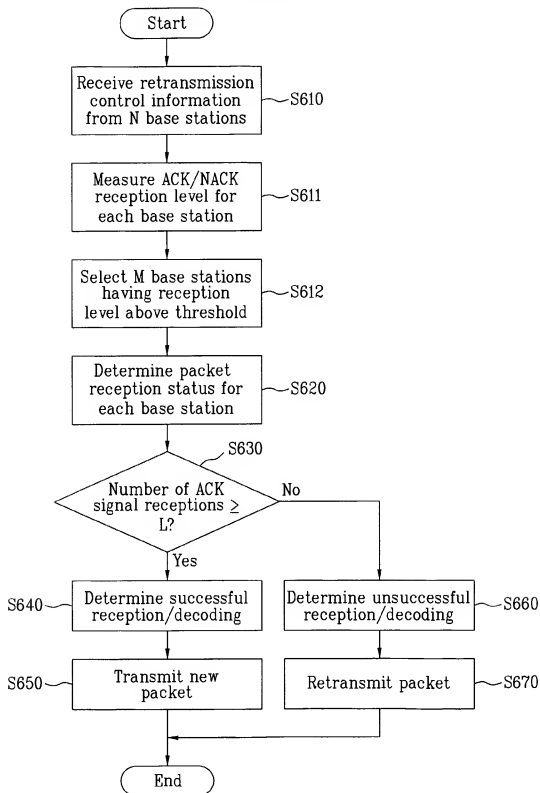 Start
Receive retransmission
control information
from N base stations
S610
Measure ACK/NACK
reception level for
each base station
S611
Select M base stations
having reception
level above threshold
S612
Determine packet
reception status for
each base station
S620
S630
Number of ACK
signal receptions ≥
L?
No
Yes
S640
Determine successful
reception/decoding
Determine unsuccessful
reception/decoding
S660
S650
Transmit new
packet
Retransmit packet
S670
End